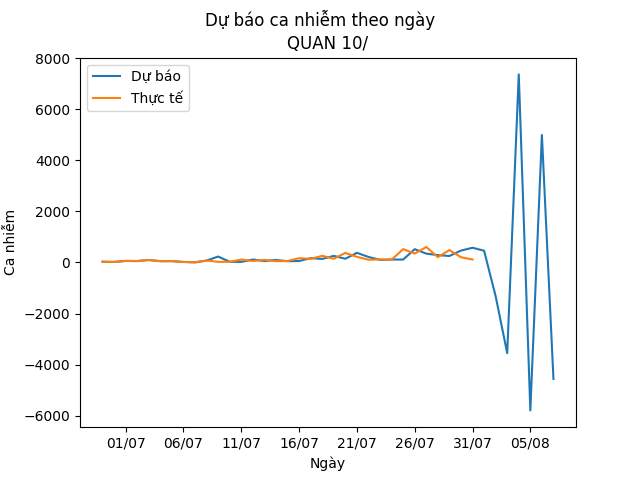 Dự báo ca nhiễm theo ngày
QUAN 10/
Dự báo
Thực tế
Ca nhiễm
8000
6000
4000
2000
0
−2000
−4000
−6000
01/07 06/07 11/07 16/07 21/07 26/07 31/07 05/08
Ngày